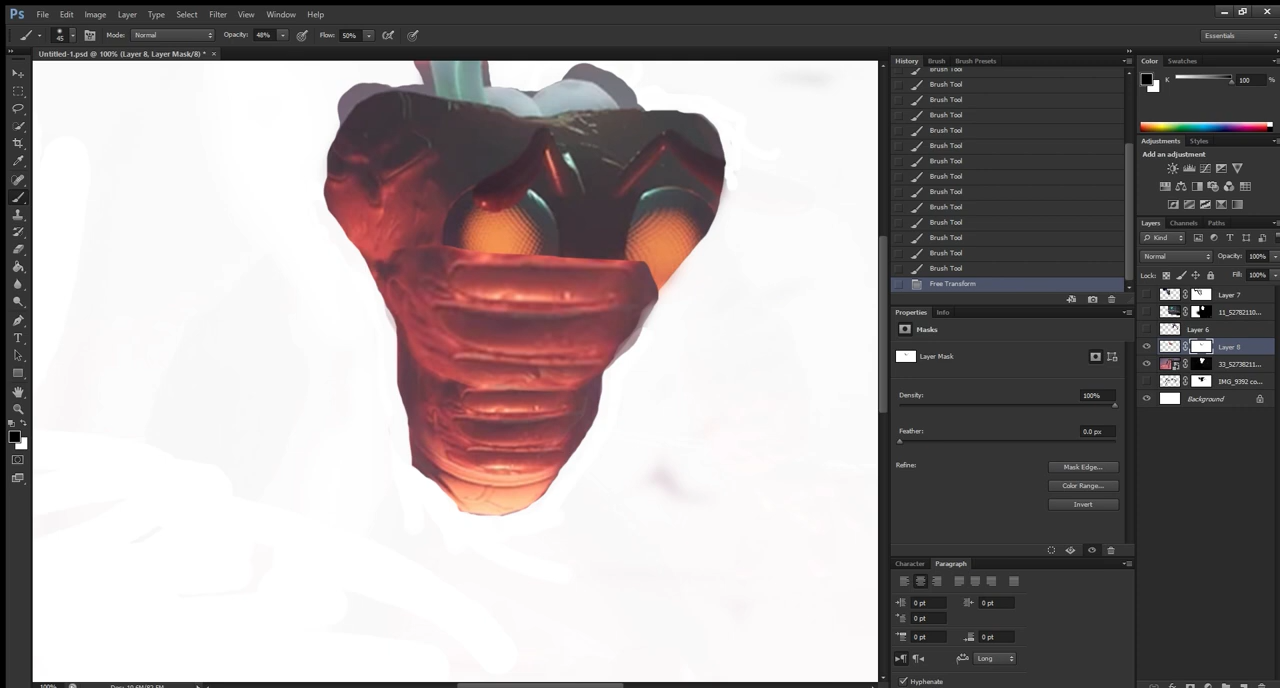 Ps File Edit Image Layer Type Select Filter View Window Help
45 Mode: Normal Opacity: 48% Flow: 50% Essentials
Untitled-1.psd @ 100% (Layer 8, Layer Mask/8) * ×
History Brush Brush Presets
Brush Tool
Brush Tool
Brush Tool
Brush Tool
Brush Tool
Brush Tool
Brush Tool
Brush Tool
Brush Tool
Brush Tool
Brush Tool
Brush Tool
Brush Tool
Brush Tool
Free Transform
Properties Info
Masks
Layer Mask
Density: 100%
Feather: 0.0 px
Refine: Mask Edge...
Color Range...
Invert
Character Paragraph
0 pt 0 pt
0 pt
0 pt 0 pt
Long
Hyphenate
Color Swatches
K 100 %
Adjustments Styles
Add an adjustment
Layers Channels Paths
Kind
Normal Opacity: 100%
Lock: Fill: 100%
Layer 7
11_52782110...
Layer 6
Layer 8
33_52738211...
IMG_9392 co...
Background
100%